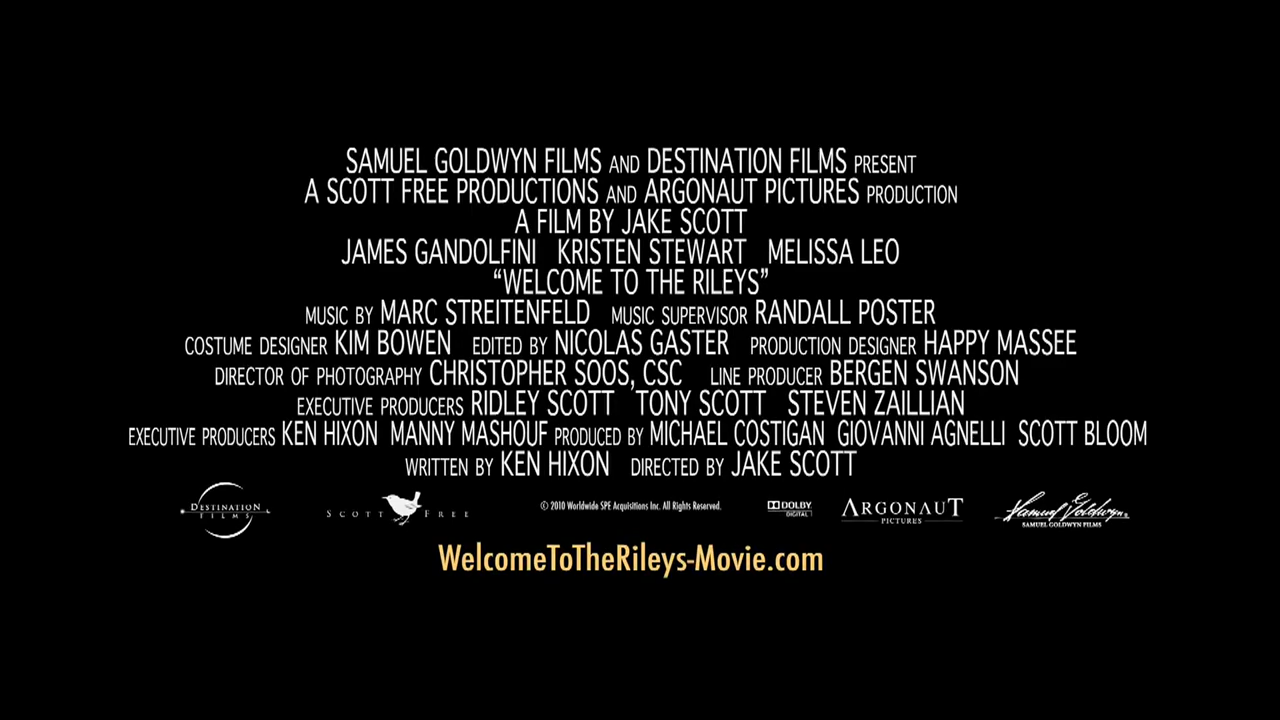 SAMUEL GOLDWYN FILMS AND DESTINATION FILMS PRESENT
A SCOTT FREE PRODUCTIONS AND ARGONAUT PICTURES PRODUCTION
A FILM BY JAKE SCOTT
JAMES GANDOLFINI KRISTEN STEWART MELISSA LEO
“WELCOME TO THE RILEYS”
MUSIC BY MARC STREITENFELD MUSIC SUPERVISOR RANDALL POSTER
COSTUME DESIGNER KIM BOWEN EDITED BY NICOLAS GASTER PRODUCTION DESIGNER HAPPY MASSEE
DIRECTOR OF PHOTOGRAPHY CHRISTOPHER SOOS, CSC LINE PRODUCER BERGEN SWANSON
EXECUTIVE PRODUCERS RIDLEY SCOTT TONY SCOTT STEVEN ZAILLIAN
EXECUTIVE PRODUCERS KEN HIXON MANNY MASHOUF PRODUCED BY MICHAEL COSTIGAN GIOVANNI AGNELLI SCOTT BLOOM
WRITTEN BY KEN HIXON DIRECTED BY JAKE SCOTT
DESTINATION
FILMS
SCOTT FREE
© 2010 Worldwide SPE Acquisitions Inc. All Rights Reserved.
DOLBY
DIGITAL
ARGONAUT
PICTURES
Samuel Goldwyn
SAMUEL GOLDWYN FILMS
WelcomeToTheRileys-Movie.com